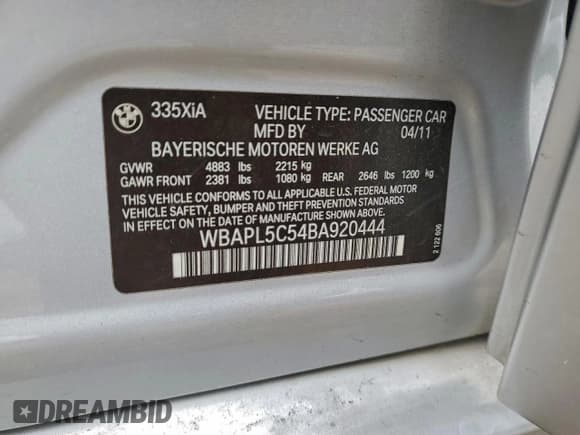 BMW
335XiA VEHICLE TYPE: PASSENGER CAR
MFD BY 04/11
BAYERISCHE MOTOREN WERKE AG
GVWR 4883 lbs 2215 kg
GAWR FRONT 2381 lbs 1080 kg REAR 2646 lbs 1200 kg
THIS VEHICLE CONFORMS TO ALL APPLICABLE U.S. FEDERAL MOTOR
VEHICLE SAFETY, BUMPER AND THEFT PREVENTION STANDARDS
IN EFFECT ON THE DATE OF MANUFACTURE SHOWN ABOVE.
WBAPL5C54BA920444
2 122 606
DREAMBID